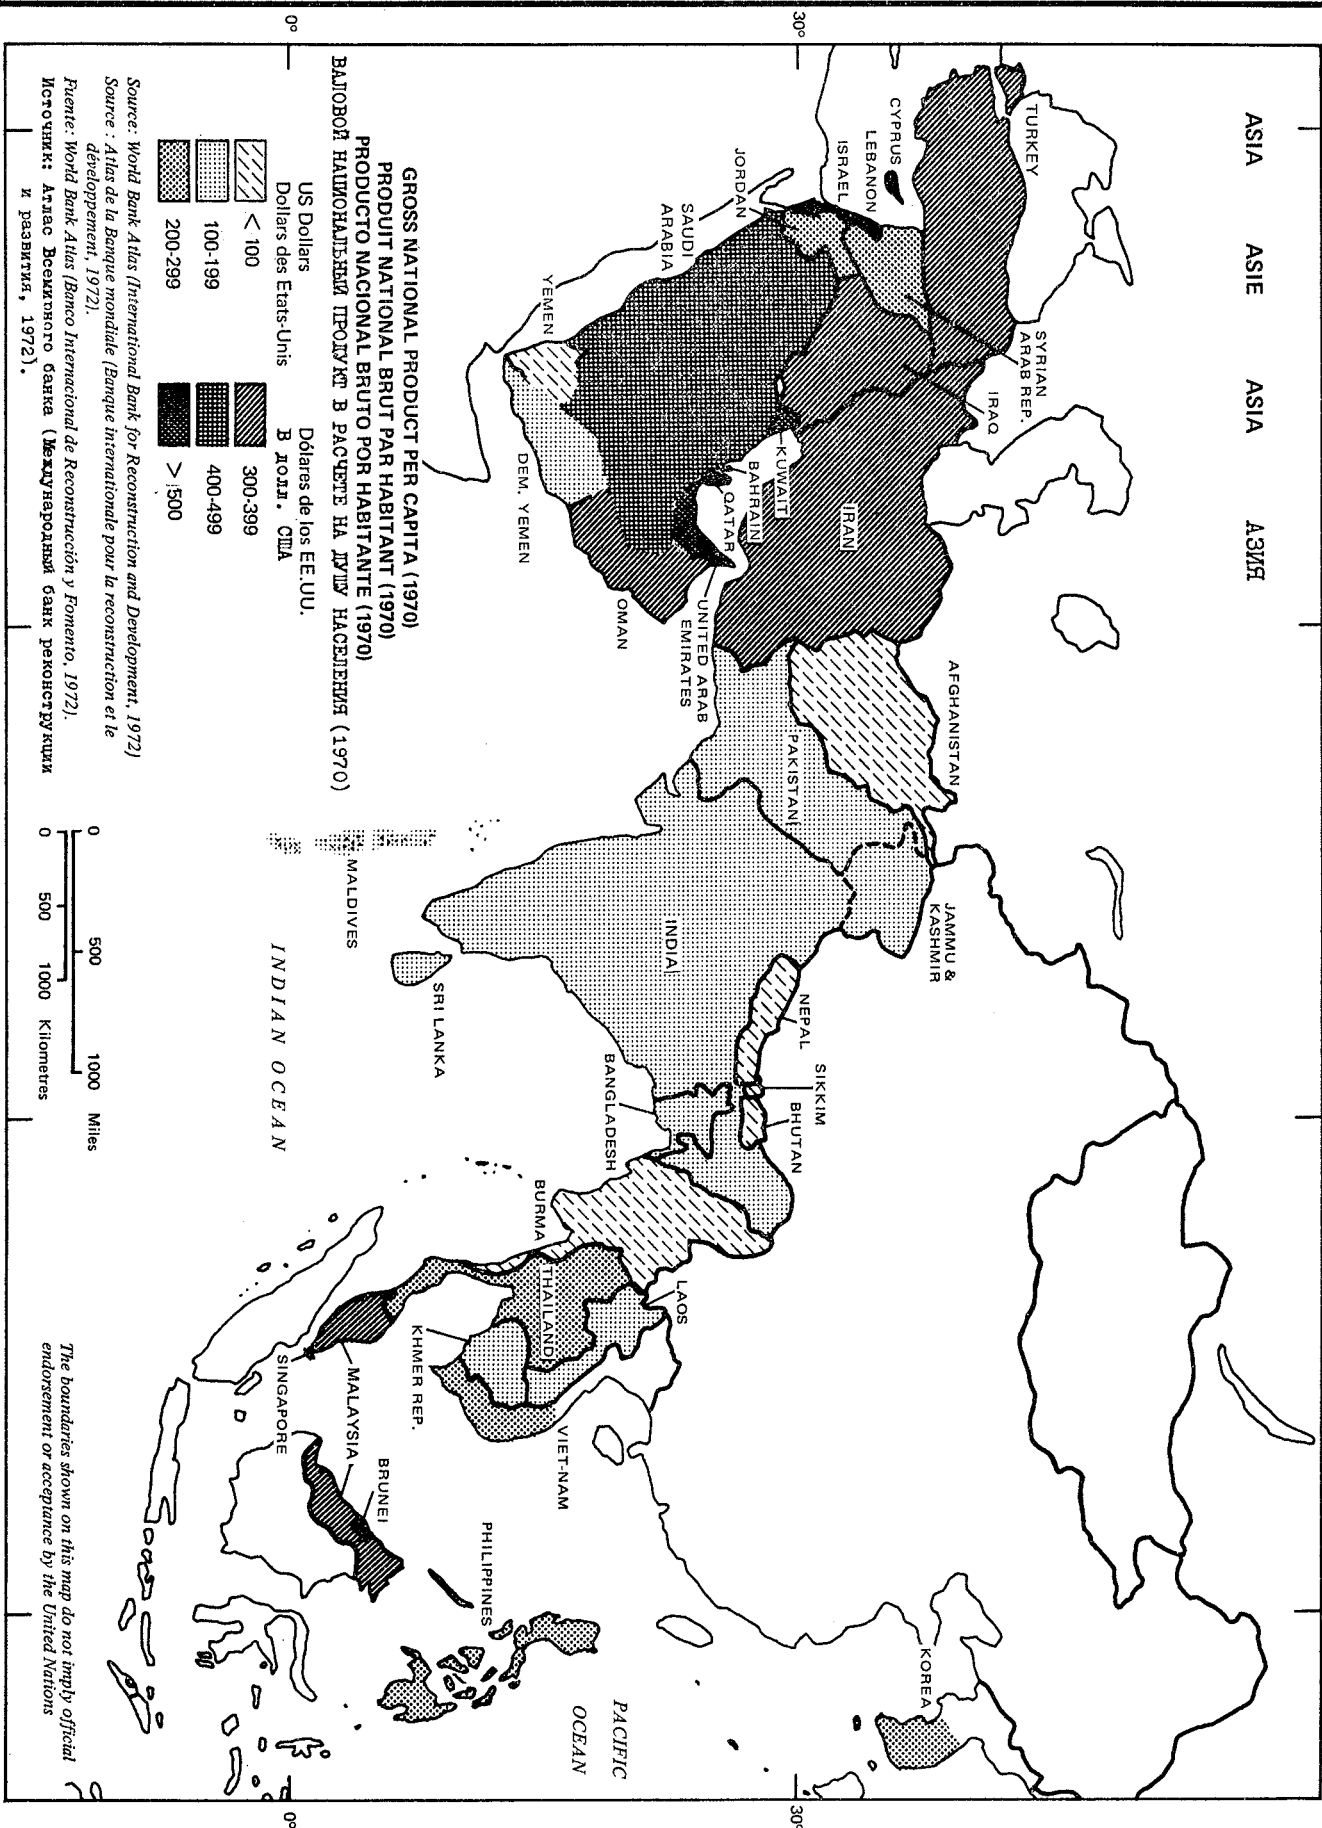 ASIA ASIE ASIA АЗИЯ
30°
0°
TURKEY
CYPRUS
LEBANON
ISRAEL
JORDAN
SAUDI
ARABIA
YEMEN
SYRIAN
ARAB REP.
IRAQ
IRAN
KUWAIT
BAHRAIN
QATAR
UNITED ARAB
EMIRATES
OMAN
DEM. YEMEN
AFGHANISTAN
PAKISTAN
JAMMU &
KASHMIR
INDIA
NEPAL
SIKKIM
BHUTAN
BANGLADESH
MALDIVES
SRI LANKA
BURMA
LAOS
THAILAND
KHMER REP.
VIET-NAM
SINGAPORE
MALAYSIA
BRUNEI
PHILIPPINES
KOREA
PACIFIC
OCEAN
INDIAN OCEAN
GROSS NATIONAL PRODUCT PER CAPITA (1970)
PRODUIT NATIONAL BRUT PAR HABITANT (1970)
PRODUCTO NACIONAL BRUTO POR HABITANTE (1970)
ВАЛОВОЙ НАЦИОНАЛЬНЫЙ ПРОДУКТ В РАСЧЕТЕ НА ДУШУ НАСЕЛЕНИЯ (1970)
US Dollars Dólares de los EE.UU.
Dollars des Etats-Unis В долл. США
< 100 300-399
100-199 400-499
200-299 > 500
Source: World Bank Atlas (International Bank for Reconstruction and Development, 1972)
Source : Atlas de la Banque mondiale (Banque internationale pour la reconstruction et le
développement, 1972).
Fuente: World Bank Atlas (Banco Internacional de Reconstrucción y Fomento, 1972).
Источник: Атлас Всемирного банка (Международный банк реконструкции
и развития, 1972).
0 500 1000 Miles
0 500 1000 Kilometres
The boundaries shown on this map do not imply official
endorsement or acceptance by the United Nations
30°
0°